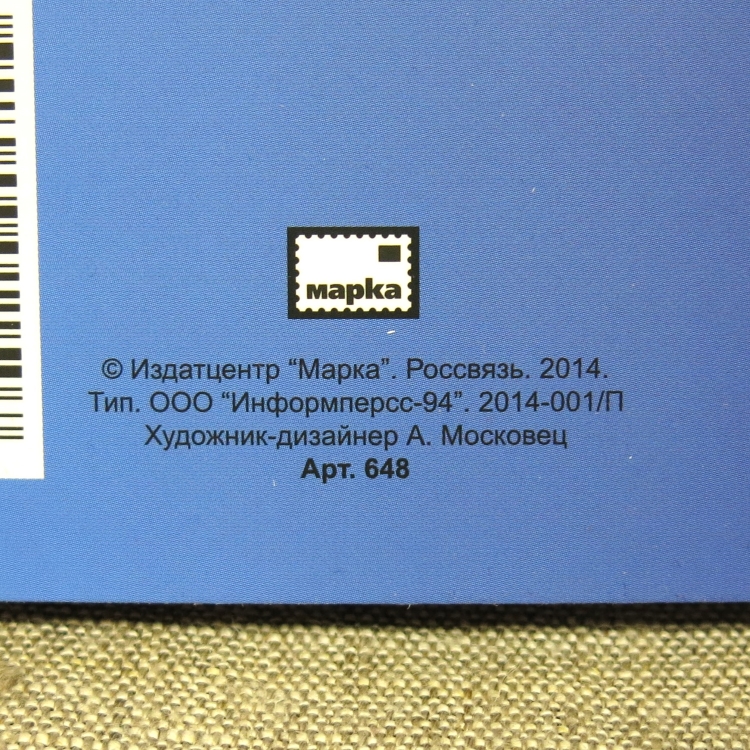 марка
© Издатцентр “Марка”. Россвязь. 2014.
Тип. ООО “Информперсс-94”. 2014-001/П
Художник-дизайнер А. Московец
Арт. 648